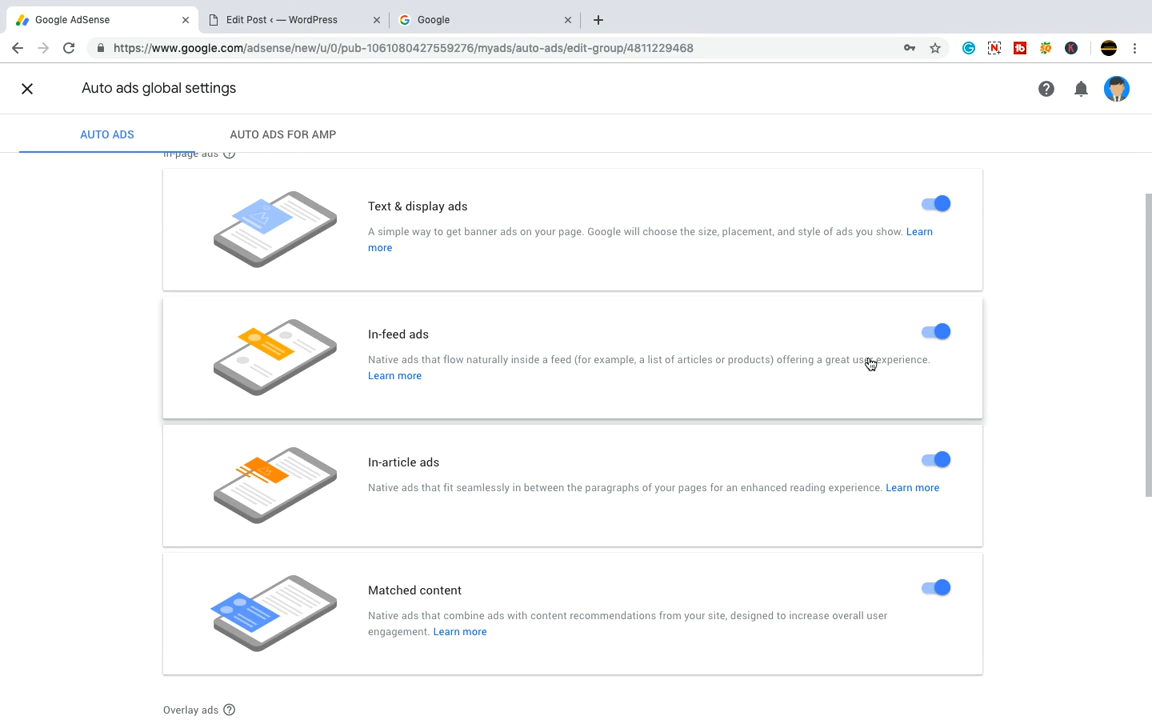 Google AdSense
Edit Post ‹ — WordPress
Google
https://www.google.com/adsense/new/u/0/pub-1061080427559276/myads/auto-ads/edit-group/4811229468
Auto ads global settings
AUTO ADS
AUTO ADS FOR AMP
In-page ads
Text & display ads
A simple way to get banner ads on your page. Google will choose the size, placement, and style of ads you show. Learn
more
In-feed ads
Native ads that flow naturally inside a feed (for example, a list of articles or products) offering a great user experience.
Learn more
In-article ads
Native ads that fit seamlessly in between the paragraphs of your pages for an enhanced reading experience. Learn more
Matched content
Native ads that combine ads with content recommendations from your site, designed to increase overall user
engagement. Learn more
Overlay ads